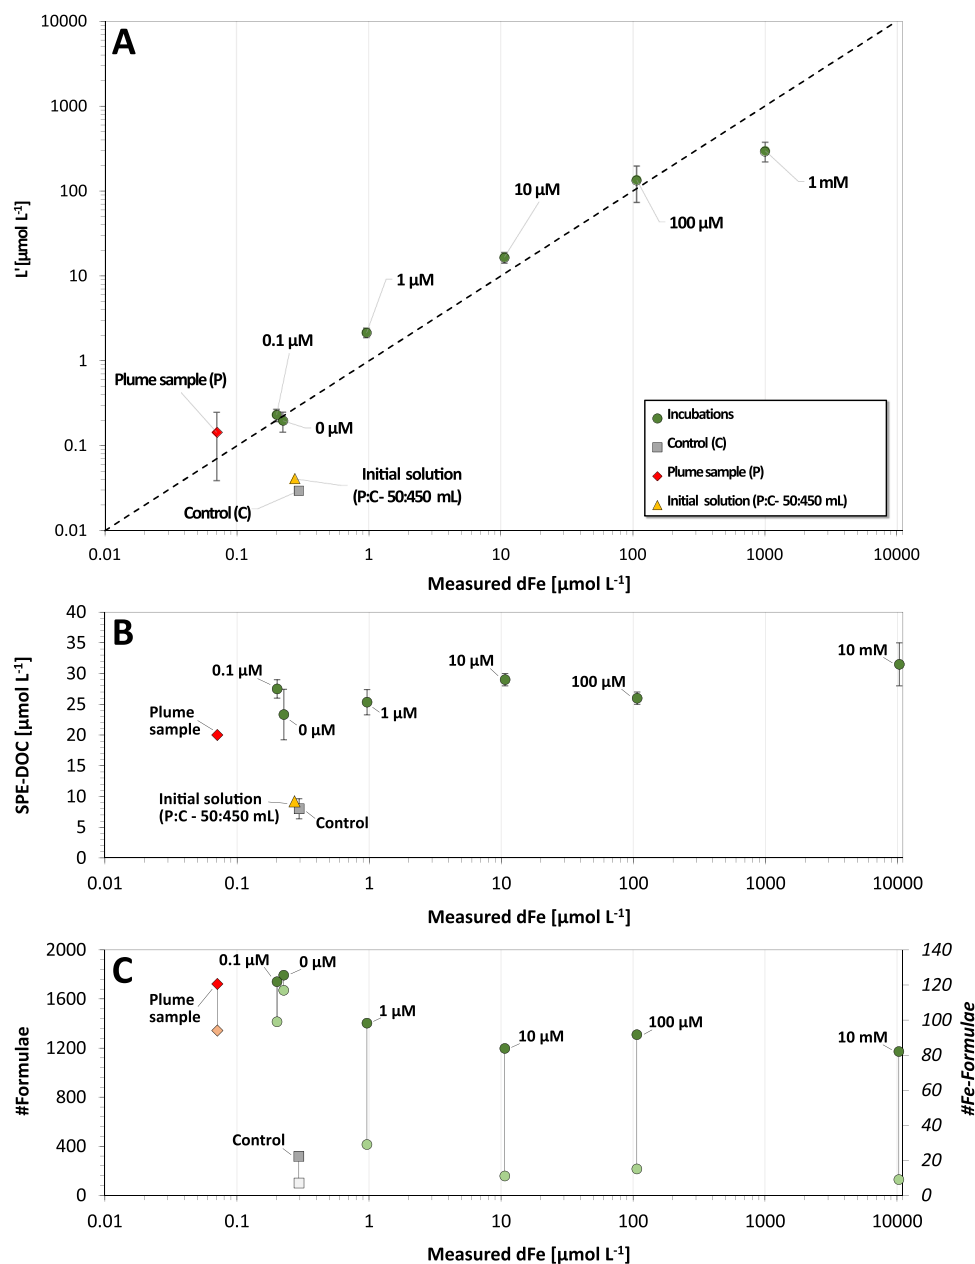 A
10000
1000
100
10
1
0.1
0.01
L' [µmol L-1]
10 µM
1 mM
100 µM
1 µM
0.1 µM
Plume sample (P)
0 µM
Initial solution
(P:C- 50:450 mL)
Control (C)
Incubations
Control (C)
Plume sample (P)
Initial solution (P:C- 50:450 mL)
0.01 0.1 1 10 100 1000 10000
Measured dFe [µmol L-1]
B
40
35
30
25
20
15
10
5
0
SPE-DOC [µmol L-1]
0.1 µM
10 µM
100 µM
10 mM
Plume
sample
0 µM
1 µM
Initial solution
(P:C - 50:450 mL)
Control
0.01 0.1 1 10 100 1000 10000
Measured dFe [µmol L-1]
C
2000
1600
1200
800
400
0
#Formulae
140
120
100
80
60
40
20
0
#Fe-Formulae
0.1 µM
0 µM
Plume
sample
1 µM
10 µM
100 µM
10 mM
Control
0.01 0.1 1 10 100 1000 10000
Measured dFe [µmol L-1]